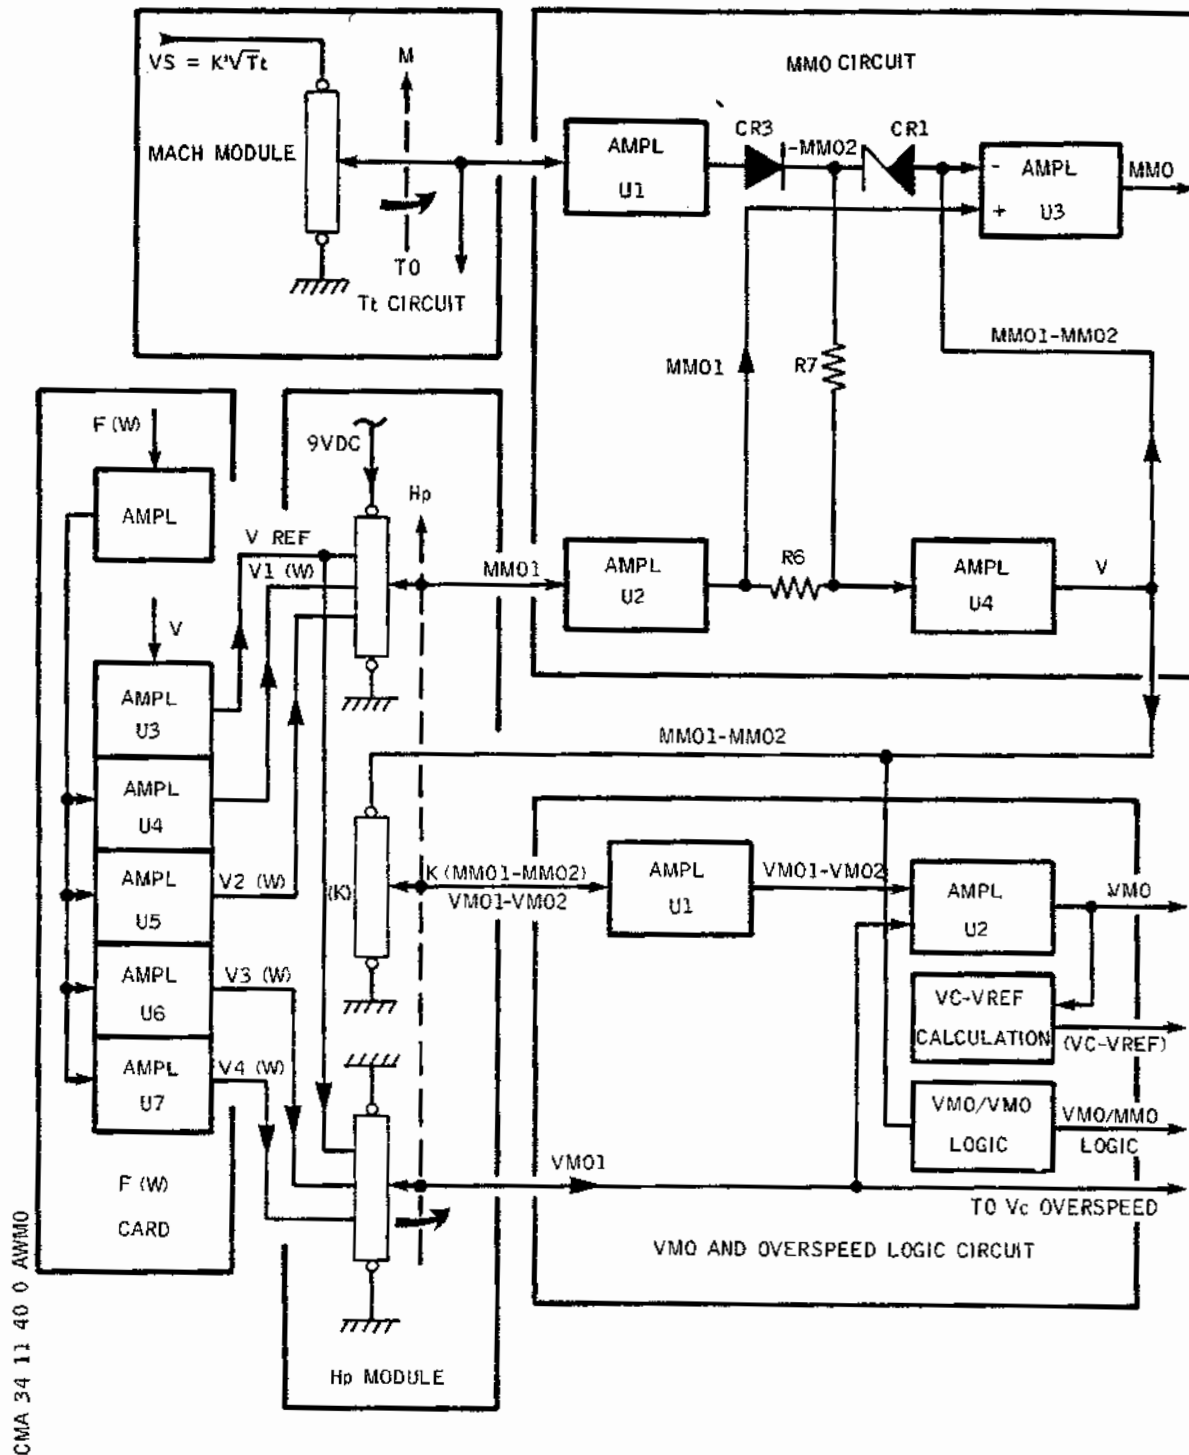 VS = K'√Tt
MACH MODULE
M
TO
Tt CIRCUIT
MMO CIRCUIT
AMPL
U1
CR3
-MMO2
CR1
-
AMPL
+
U3
MMO
MMO1
R7
MMO1-MMO2
F(W)
AMPL
9VDC
Hp
V REF
V1 (W)
MMO1
AMPL
U2
R6
AMPL
U4
V
V
AMPL
U3
AMPL
U4
AMPL
U5
V2 (W)
AMPL
U6
V3 (W)
AMPL
U7
V4 (W)
F (W)
CARD
MMO1-MMO2
(K)
K(MMO1-MMO2)
VMO1-VMO2
AMPL
U1
VMO1-VMO2
AMPL
U2
VMO
VC-VREF
CALCULATION
(VC-VREF)
VMO/VMO
LOGIC
VMO/MMO
LOGIC
VMO1
TO Vc OVERSPEED
VMO AND OVERSPEED LOGIC CIRCUIT
Hp MODULE
CMA 34 11 40 0 AWMO